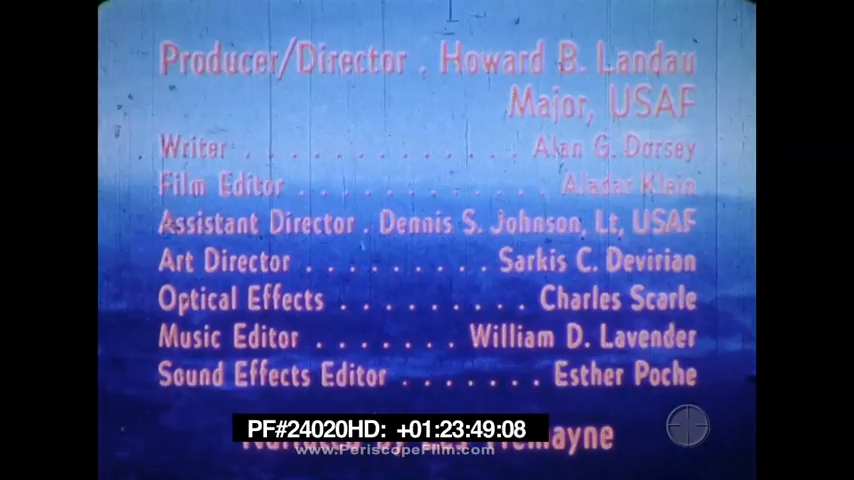 Producer/Director . Howard B. Landau
Major, USAF
Writer . . . . . . . . . . . . . Alan G. Dorsey
Film Editor . . . . . . . . . . . . Aladar Klein
Assistant Director . Dennis S. Johnson, Lt, USAF
Art Director . . . . . . . . . Sarkis C. Devirian
Optical Effects . . . . . . . . . Charles Scarle
Music Editor . . . . . . . William D. Lavender
Sound Effects Editor . . . . . . . Esther Poche
PF#24020HD: +01:23:49:08
Narrated by
www.PeriscopeFilm.com